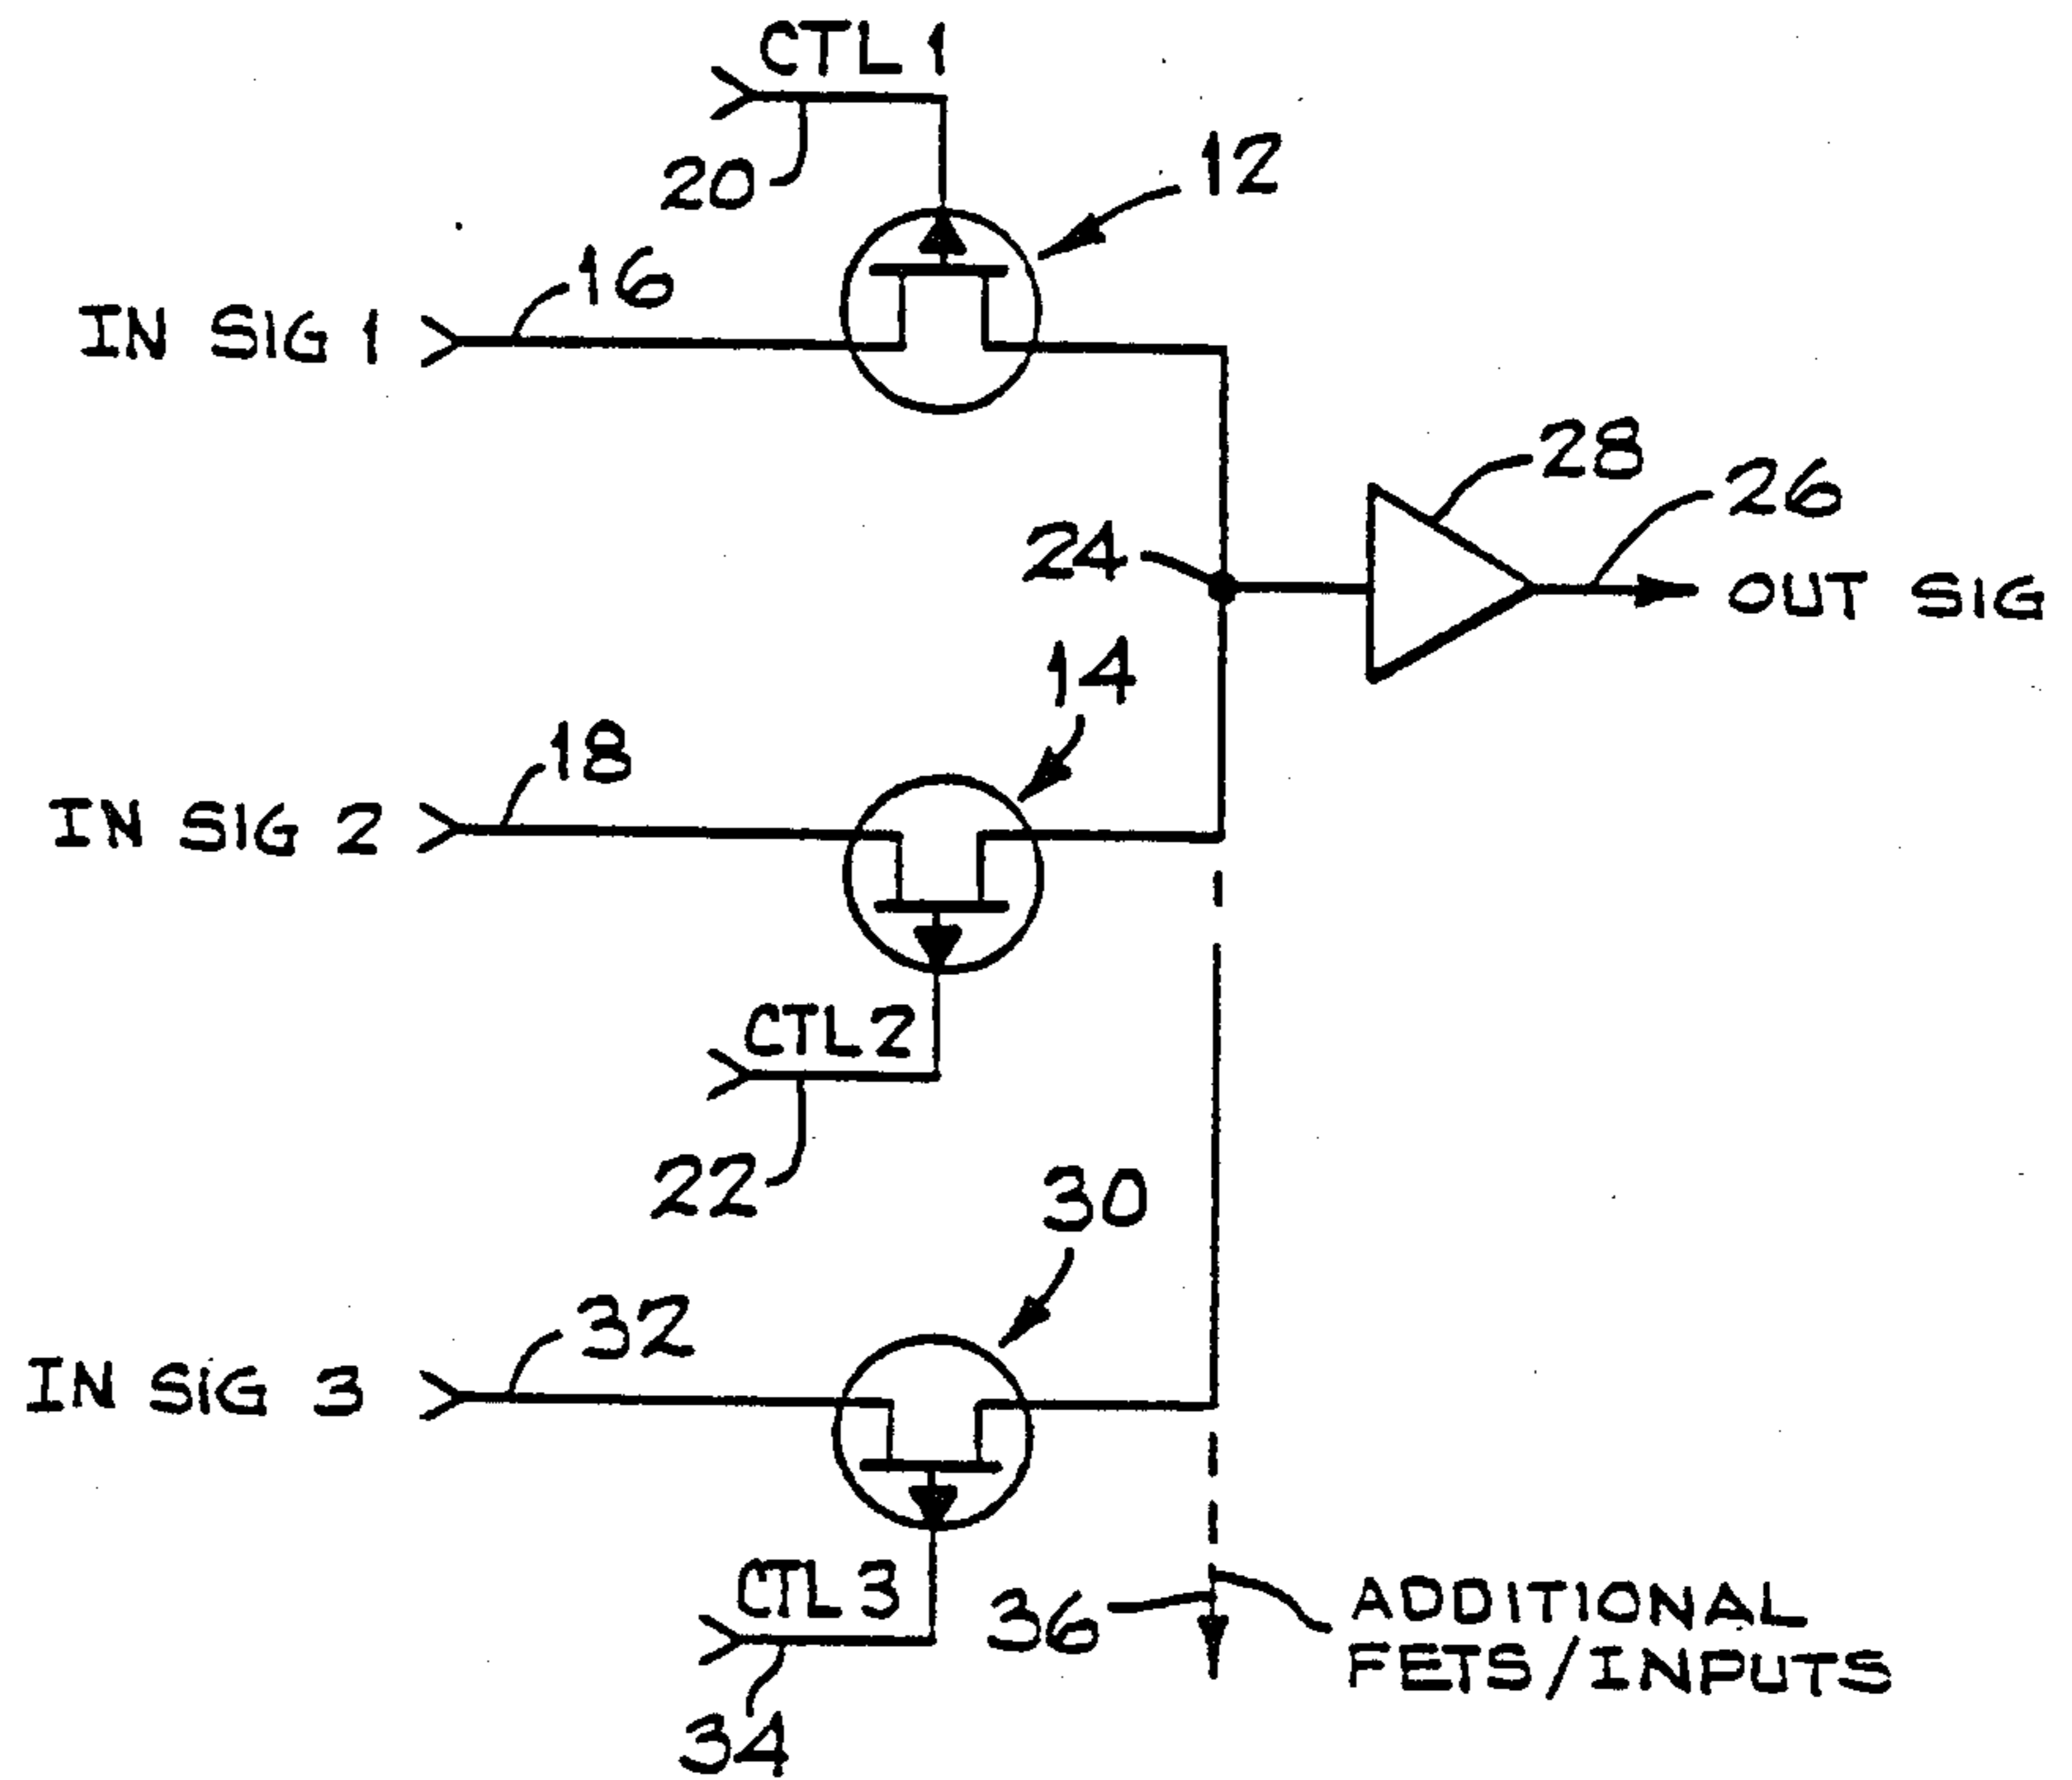 CTL 1
20
12
16
IN SIG 1
28
26
24
OUT SIG
14
18
IN SIG 2
CTL 2
22
30
32
IN SIG 3
CTL 3
36
ADDITIONAL
FETS/INPUTS
34